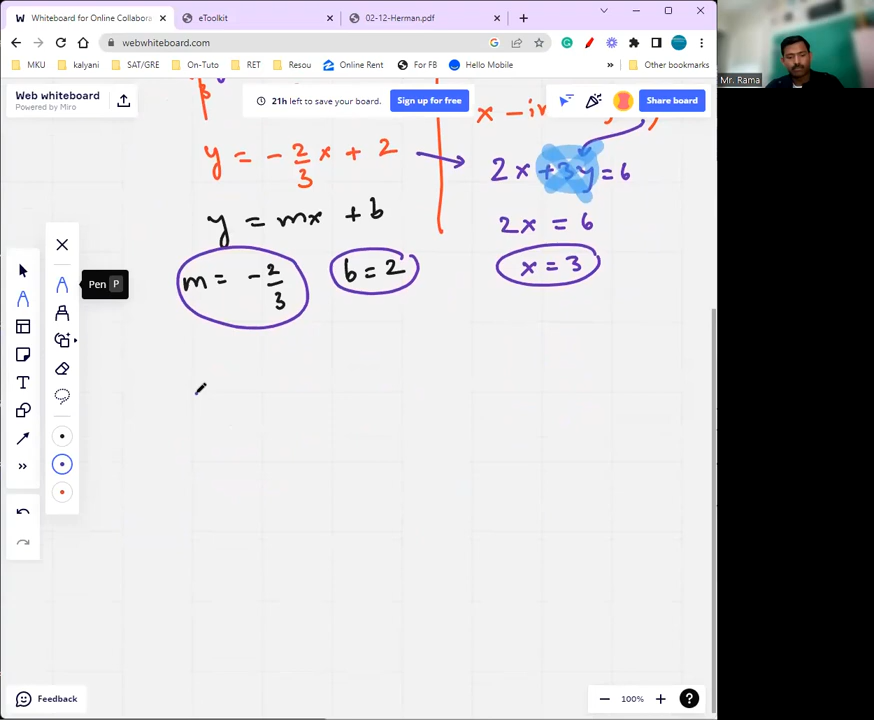 Whiteboard for Online Collabora
eToolkit
02-12-Herman.pdf
webwhiteboard.com
MKU
kalyani
SAT/GRE
On-Tuto
RET
Resou
Online Rent
For FB
Hello Mobile
»
Other bookmarks
Mr. Rama
Web whiteboard
Powered by Miro
21h left to save your board.
Sign up for free
Share board
x - in
y = - 2/3 x + 2
2x + 3y = 6
y = mx + b
2x = 6
m = - 2/3
b = 2
x = 3
Pen P
T
»
Feedback
100%
?